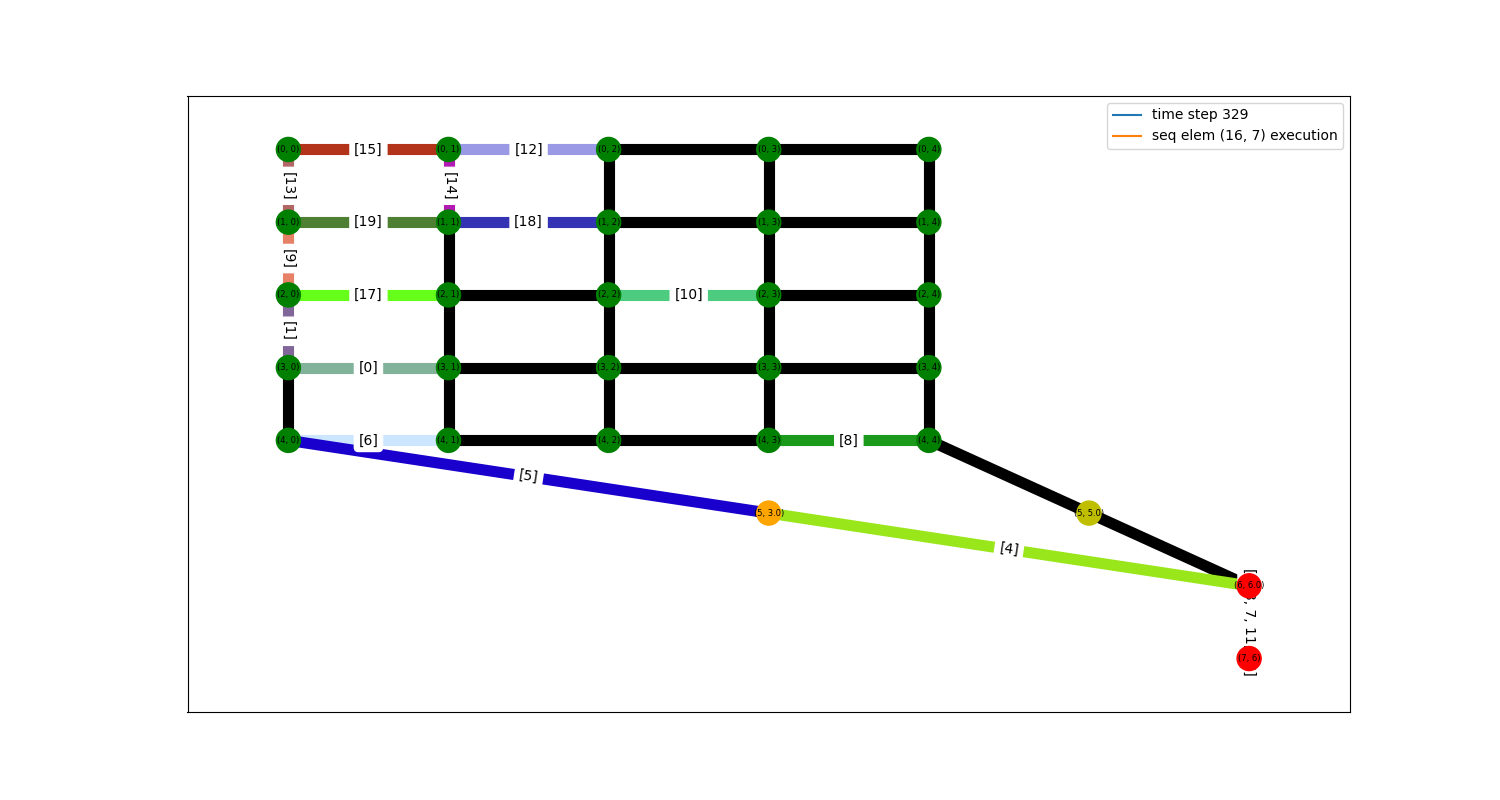 time step 329
seq elem (16, 7) execution
(0, 0) [15] (0, 1) [12] (0, 2) (0, 3) (0, 4)
[13] [14]
(1, 0) [19] (1, 1) [18] (1, 2) (1, 3) (1, 4)
[9]
(2, 0) [17] (2, 1) (2, 2) [10] (2, 3) (2, 4)
[1]
(3, 0) [0] (3, 1) (3, 2) (3, 3) (3, 4)
(4, 0) [6] (4, 1) (4, 2) (4, 3) [8] (4, 4)
[5]
(5, 3.0) (5, 5.0)
[4]
(6, 6.0)
7, 11
(7, 6)